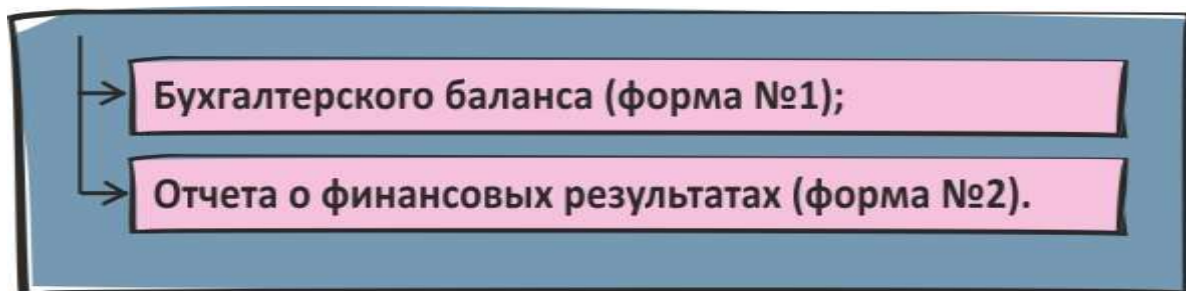 Бухгалтерского баланса (форма №1);
Отчета о финансовых результатах (форма №2).